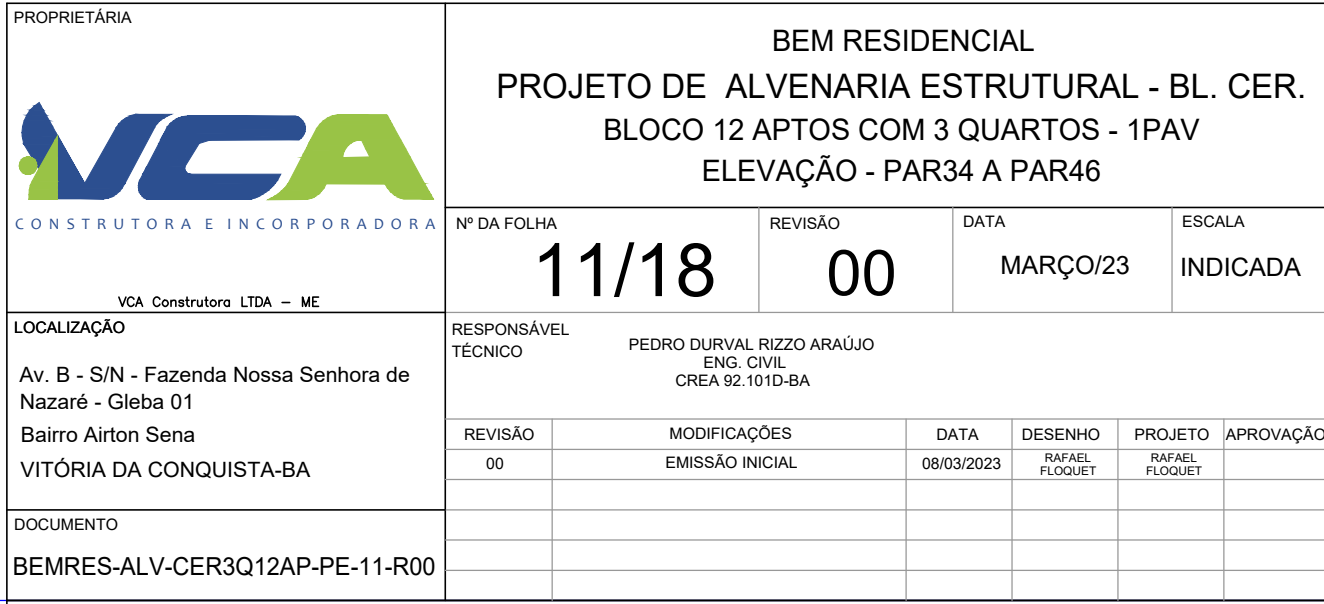 PROPRIETÁRIA
VCA
CONSTRUTORA E INCORPORADORA
VCA Construtora LTDA – ME
BEM RESIDENCIAL
PROJETO DE ALVENARIA ESTRUTURAL - BL. CER.
BLOCO 12 APTOS COM 3 QUARTOS - 1PAV
ELEVAÇÃO - PAR34 A PAR46
Nº DA FOLHA
11/18
REVISÃO
00
DATA
MARÇO/23
ESCALA
INDICADA
LOCALIZAÇÃO
Av. B - S/N - Fazenda Nossa Senhora de
Nazaré - Gleba 01
Bairro Airton Sena
VITÓRIA DA CONQUISTA-BA
RESPONSÁVEL
TÉCNICO
PEDRO DURVAL RIZZO ARAÚJO
ENG. CIVIL
CREA 92.101D-BA
REVISÃO MODIFICAÇÕES DATA DESENHO PROJETO APROVAÇÃO
00 EMISSÃO INICIAL 08/03/2023 RAFAEL FLOQUET RAFAEL FLOQUET
DOCUMENTO
BEMRES-ALV-CER3Q12AP-PE-11-R00